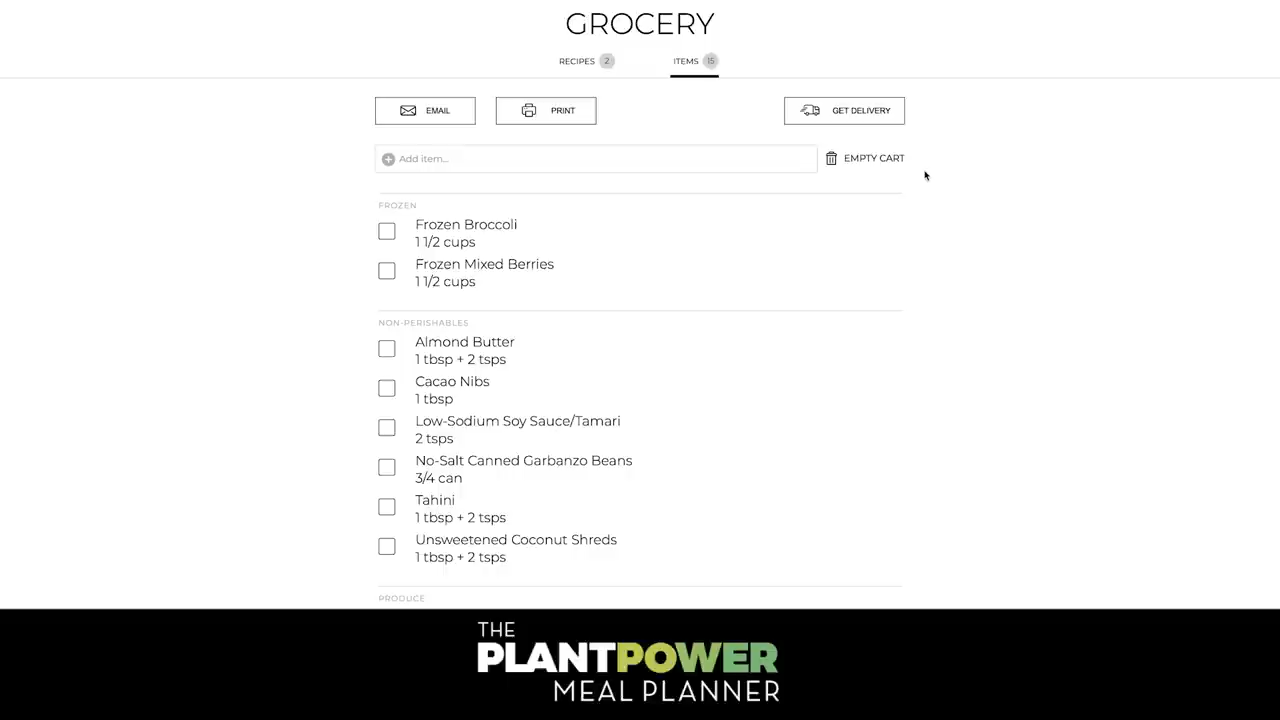 GROCERY
RECIPES 2 ITEMS 15
EMAIL PRINT GET DELIVERY
Add item... EMPTY CART
FROZEN
Frozen Broccoli
1 1/2 cups
Frozen Mixed Berries
1 1/2 cups
NON-PERISHABLES
Almond Butter
1 tbsp + 2 tsps
Cacao Nibs
1 tbsp
Low-Sodium Soy Sauce/Tamari
2 tsps
No-Salt Canned Garbanzo Beans
3/4 can
Tahini
1 tbsp + 2 tsps
Unsweetened Coconut Shreds
1 tbsp + 2 tsps
PRODUCE
THE
PLANTPOWER
MEAL PLANNER